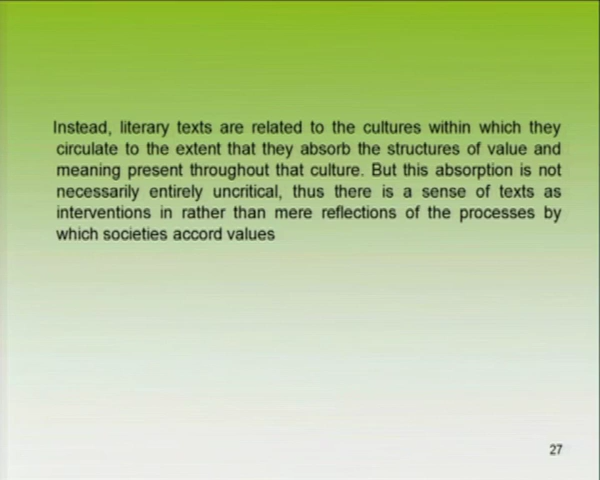 Instead, literary texts are related to the cultures within which they
circulate to the extent that they absorb the structures of value and
meaning present throughout that culture. But this absorption is not
necessarily entirely uncritical, thus there is a sense of texts as
interventions in rather than mere reflections of the processes by
which societies accord values
27